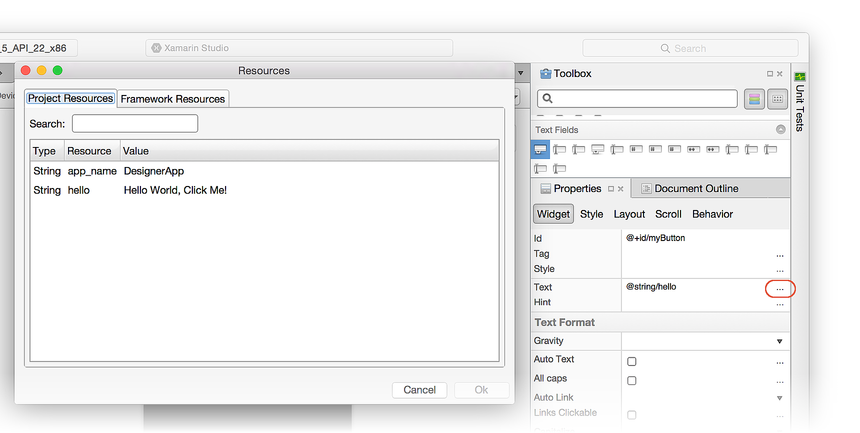 _5_API_22_x86
Xamarin Studio
Search
Resources
Project Resources
Framework Resources
Search:
Type Resource Value
String app_name DesignerApp
String hello Hello World, Click Me!
Cancel
Ok
Toolbox
Text Fields
Unit Tests
Properties
Document Outline
Widget Style Layout Scroll Behavior
Id @+id/myButton
Tag ...
Style ...
Text @string/hello ...
Hint ...
Text Format
Gravity
Auto Text ...
All caps ...
Auto Link
Links Clickable ...